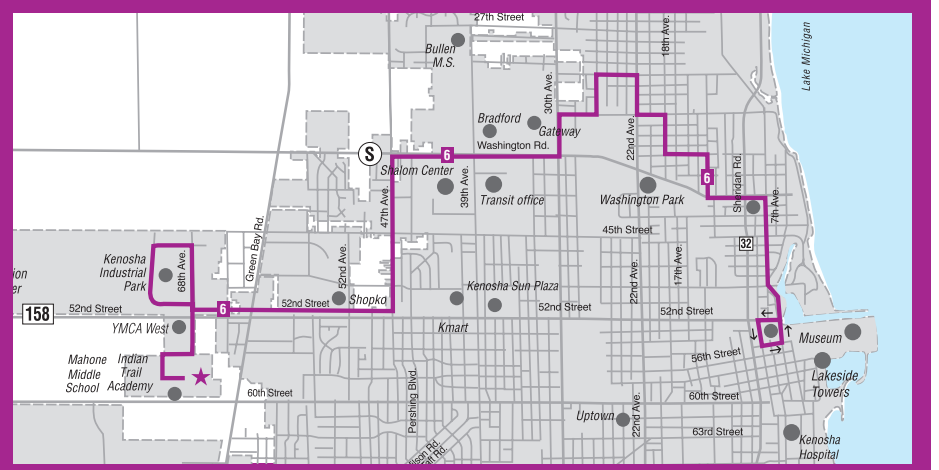 27th Street
18th Ave.
Lake Michigan
Bullen
M.S.
30th Ave.
Bradford
Gateway
Washington Rd.
22nd Ave.
S
6
Shalom Center
39th Ave.
Transit office
Washington Park
6
Sheridan Rd.
7th Ave.
47th Ave.
45th Street
32
Green Bay Rd.
Kenosha
Industrial
Park
68th Ave.
52nd Ave.
22nd Ave.
17th Ave.
Kenosha Sun Plaza
Shopko
158
52nd Street
6
52nd Street
52nd Street
52nd Street
YMCA West
Kmart
Museum
56th Street
Mahone
Middle
School
Indian
Trail
Academy
Lakeside
Towers
60th Street
Pershing Blvd.
60th Street
22nd Ave.
Uptown
63rd Street
Kenosha
Hospital